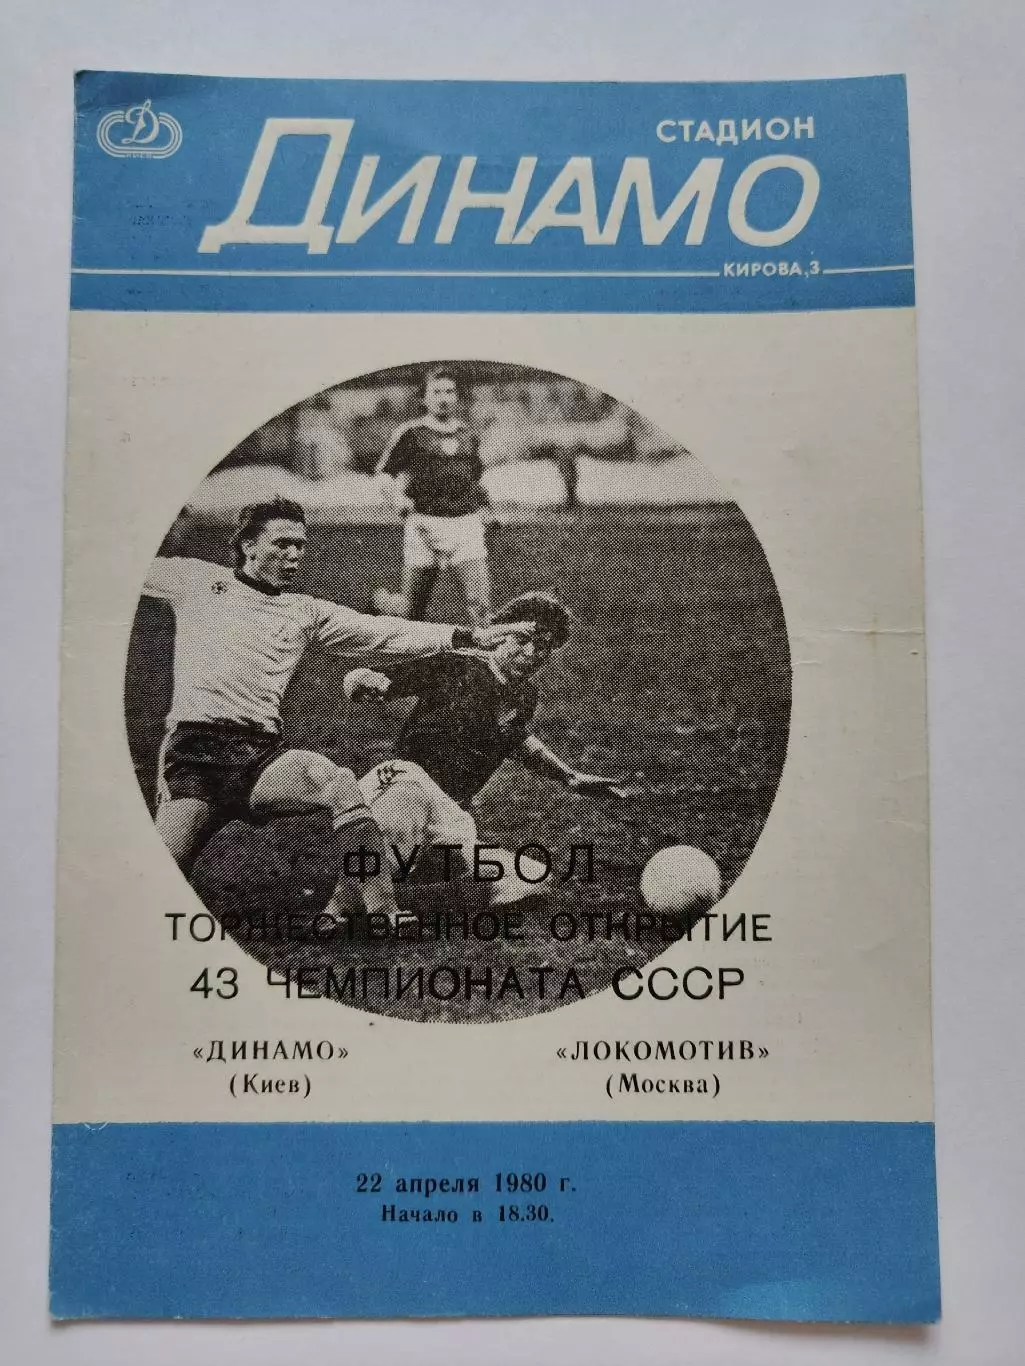 СТАДИОН
ДИНАМО
КИРОВА,3
КИЕВ
ФУТБОЛ
ТОРЖЕСТВЕННОЕ ОТКРЫТИЕ
43 ЧЕМПИОНАТА СССР
«ДИНАМО» «ЛОКОМОТИВ»
(Киев) (Москва)
22 апреля 1980 г.
Начало в 18.30.